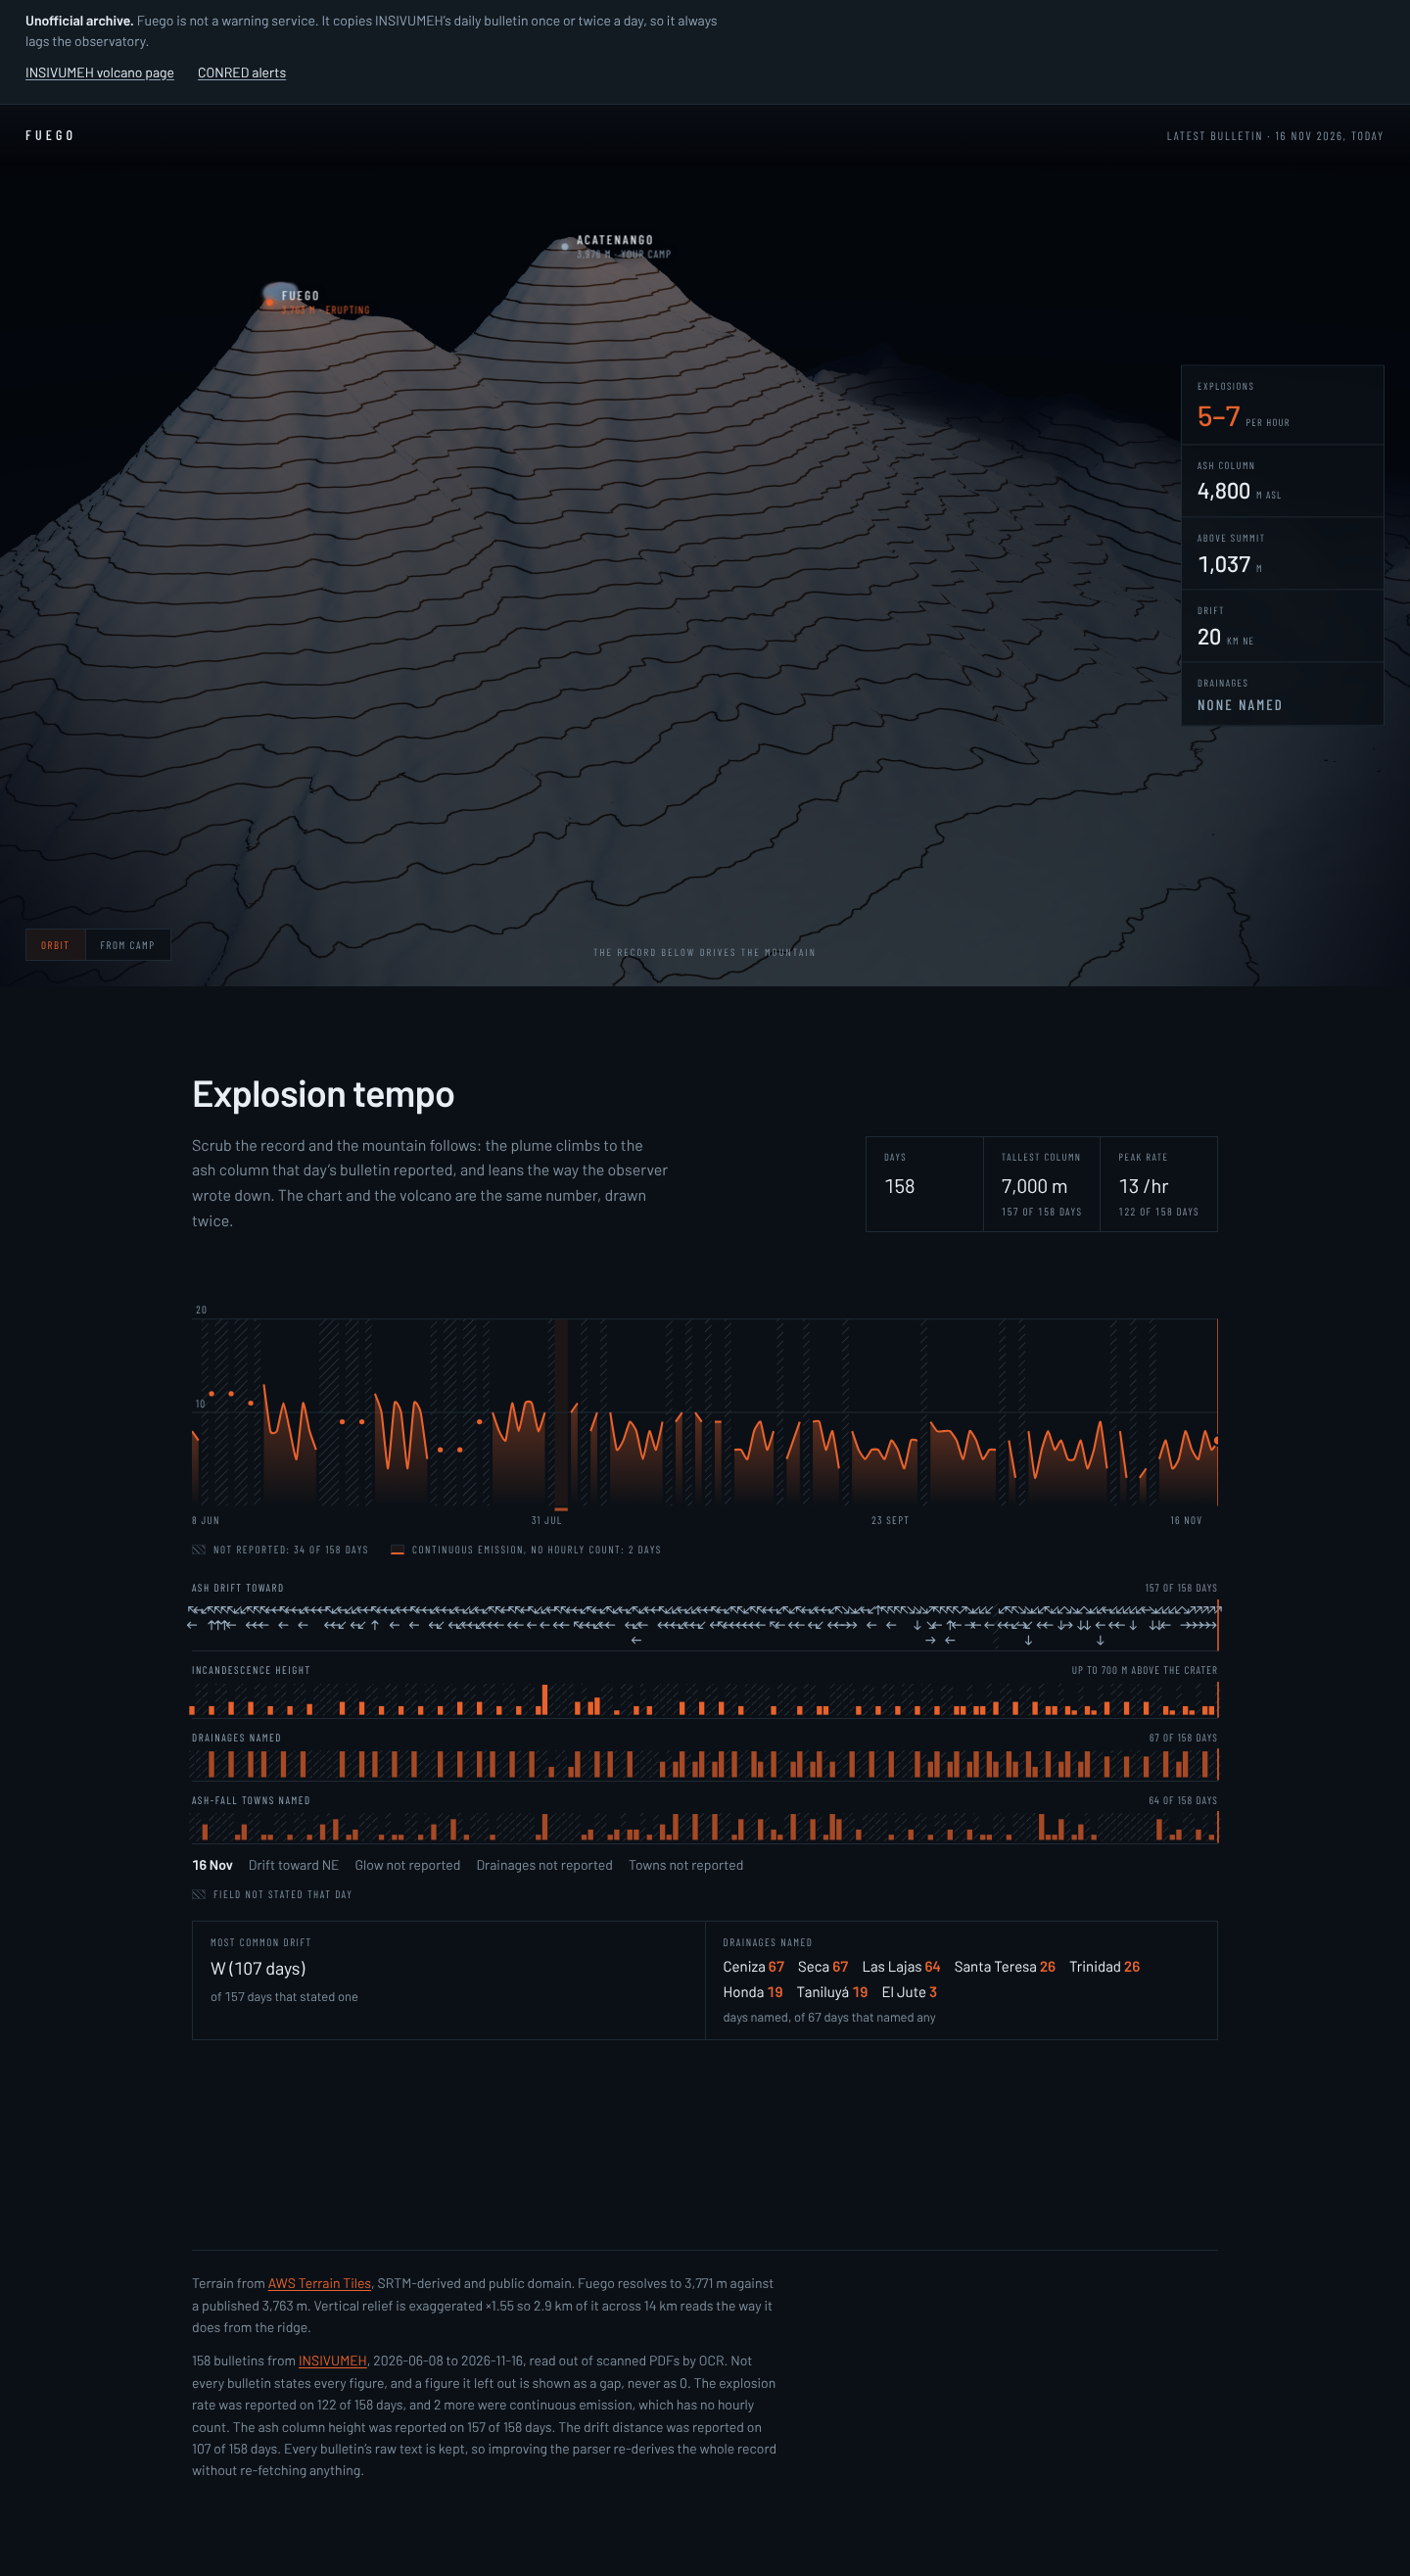 Unofficial archive. Fuego is not a warning service. It copies INSIVUMEH's daily bulletin once or twice a day, so it always
lags the observatory.
INSIVUMEH volcano page CONRED alerts
FUEGO
LATEST BULLETIN · 16 NOV 2026, TODAY
ACATENANGO
3,976 M · YOUR CAMP
FUEGO
3,763 M · ERUPTING
EXPLOSIONS
5–7 PER HOUR
ASH COLUMN
4,800 M ASL
ABOVE SUMMIT
1,037 M
DRIFT
20 KM NE
DRAINAGES
NONE NAMED
ORBIT FROM CAMP
THE RECORD BELOW DRIVES THE MOUNTAIN
Explosion tempo
Scrub the record and the mountain follows: the plume climbs to the
ash column that day's bulletin reported, and leans the way the observer
wrote down. The chart and the volcano are the same number, drawn
twice.
DAYS
158
TALLEST COLUMN
7,000 m
157 OF 158 DAYS
PEAK RATE
13 /hr
122 OF 158 DAYS
20
10
8 JUN 31 JUL 23 SEPT 16 NOV
NOT REPORTED: 34 OF 158 DAYS CONTINUOUS EMISSION, NO HOURLY COUNT: 2 DAYS
ASH DRIFT TOWARD 157 OF 158 DAYS
INCANDESCENCE HEIGHT UP TO 700 M ABOVE THE CRATER
DRAINAGES NAMED 67 OF 158 DAYS
ASH-FALL TOWNS NAMED 64 OF 158 DAYS
16 Nov Drift toward NE Glow not reported Drainages not reported Towns not reported
FIELD NOT STATED THAT DAY
MOST COMMON DRIFT
W (107 days)
of 157 days that stated one
DRAINAGES NAMED
Ceniza 67 Seca 67 Las Lajas 64 Santa Teresa 26 Trinidad 26
Honda 19 Taniluyá 19 El Jute 3
days named, of 67 days that named any
Terrain from AWS Terrain Tiles, SRTM-derived and public domain. Fuego resolves to 3,771 m against
a published 3,763 m. Vertical relief is exaggerated ×1.55 so 2.9 km of it across 14 km reads the way it
does from the ridge.
158 bulletins from INSIVUMEH, 2026-06-08 to 2026-11-16, read out of scanned PDFs by OCR. Not
every bulletin states every figure, and a figure it left out is shown as a gap, never as 0. The explosion
rate was reported on 122 of 158 days, and 2 more were continuous emission, which has no hourly
count. The ash column height was reported on 157 of 158 days. The drift distance was reported on
107 of 158 days. Every bulletin's raw text is kept, so improving the parser re-derives the whole record
without re-fetching anything.